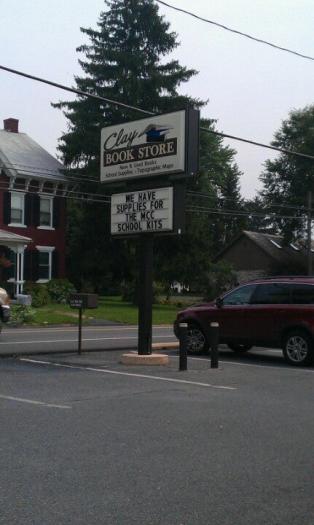 Clay
BOOK STORE
New & Used Books
School Supplies - Topographic Maps
WE HAVE
SUPPLIES FOR
THE MCC
SCHOOL KITS